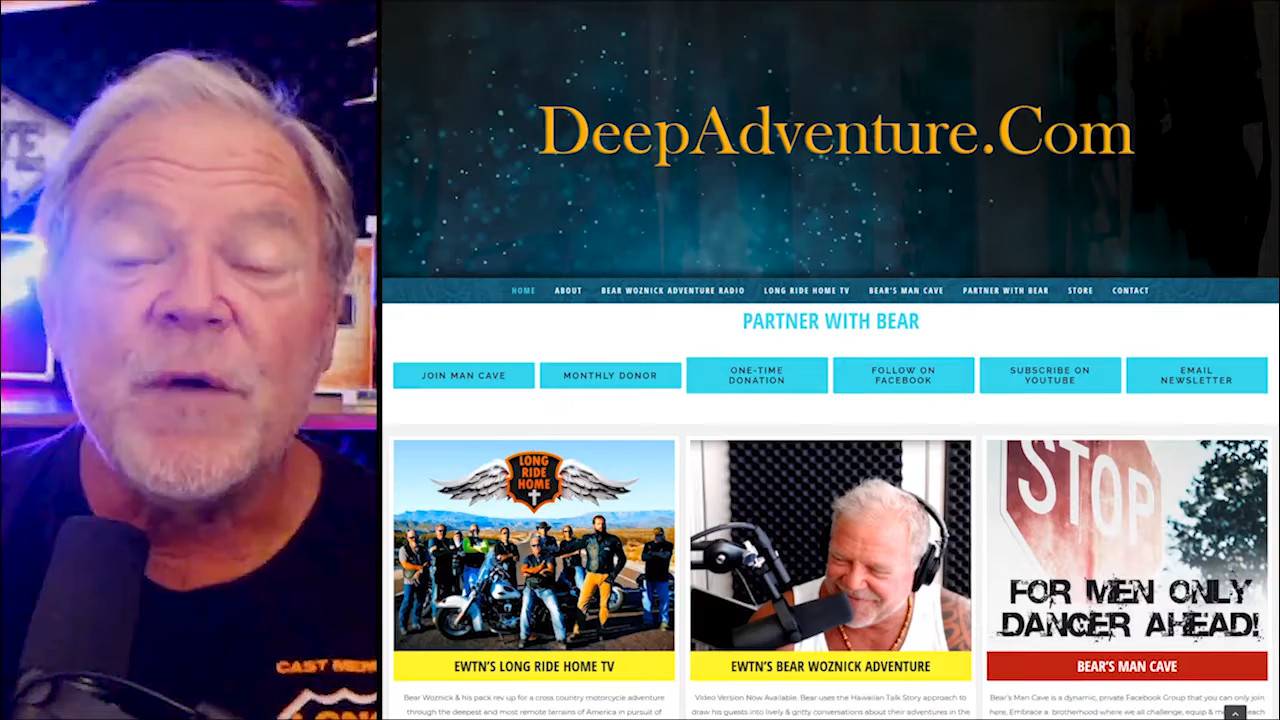 DeepAdventure.Com
HOME ABOUT BEAR WOZNICK ADVENTURE RADIO LONG RIDE HOME TV BEAR'S MAN CAVE PARTNER WITH BEAR STORE CONTACT
PARTNER WITH BEAR
JOIN MAN CAVE
MONTHLY DONOR
ONE-TIME
DONATION
FOLLOW ON
FACEBOOK
SUBSCRIBE ON
YOUTUBE
EMAIL
NEWSLETTER
LONG
RIDE
HOME
STOP
FOR MEN ONLY
DANGER AHEAD!
EWTN'S LONG RIDE HOME TV
EWTN'S BEAR WOZNICK ADVENTURE
BEAR'S MAN CAVE
Bear Woznick & his pack rev up for a cross country motorcycle adventure
through the deepest and most remote terrains of America in pursuit of
Video Version Now Available. Bear uses the Hawaiian Talk Story approach to
draw his guests into lively & gritty conversations about their adventures in the
Bear's Man Cave is a dynamic, private Facebook Group that you can only join
here. Embrace a brotherhood where we all challenge, equip &
CAST